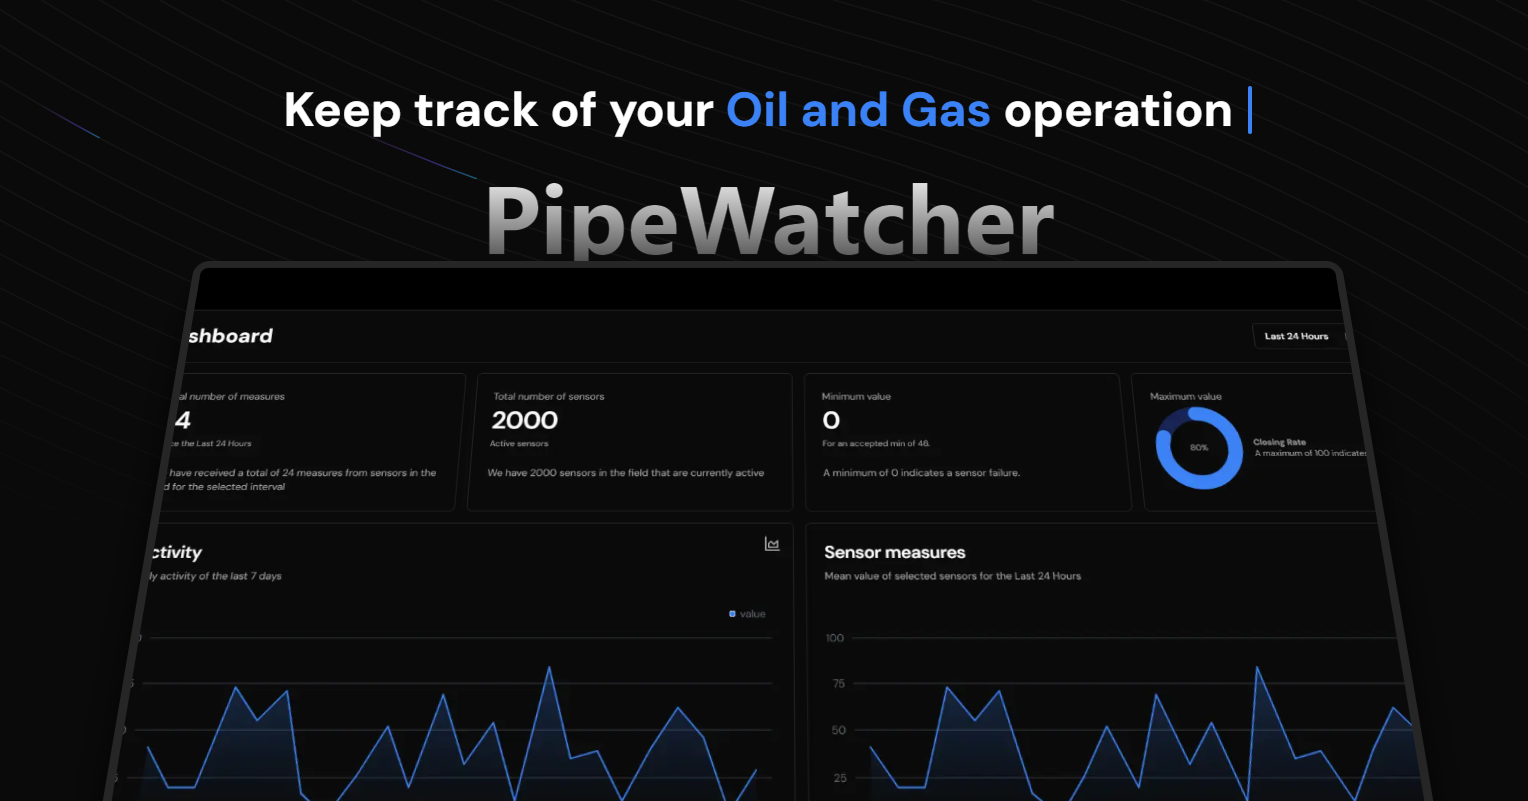 Keep track of your Oil and Gas operation
PipeWatcher
shboard
Last 24 Hours
al number of measures
4
ce the Last 24 Hours
have received a total of 24 measures from sensors in the
d for the selected interval
Total number of sensors
2000
Active sensors
We have 2000 sensors in the field that are currently active
Minimum value
0
For an accepted min of 46.
A minimum of 0 indicates a sensor failure.
Maximum value
80%
Closing Rate
A maximum of 100 indicates
ctivity
ly activity of the last 7 days
value
Sensor measures
Mean value of selected sensors for the Last 24 Hours
100
75
50
25